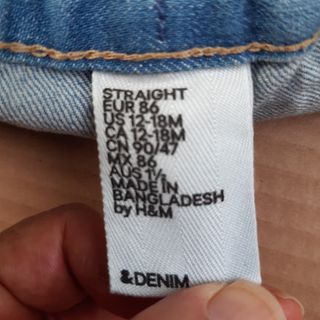 STRAIGHT
EUR 86
US 12-18M
CA 12-18M
CN 90/47
MX 86
AUS 1½
MADE IN
BANGLADESH
by H&M
&DENIM